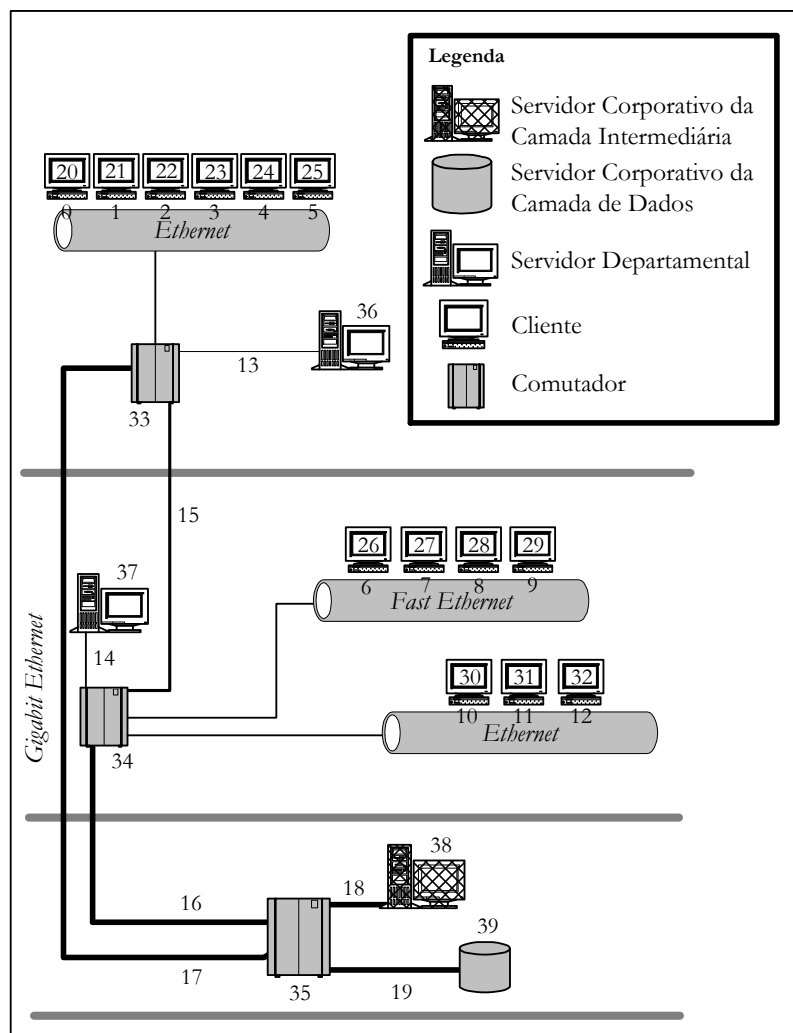 Legenda
Servidor Corporativo da
Camada Intermediária
Servidor Corporativo da
Camada de Dados
Servidor Departamental
Cliente
Comutador
20 21 22 23 24 25
0 1 2 3 4 5
Ethernet
36
13
33
15
26 27 28 29
6 7 8 9
Fast Ethernet
37
14
30 31 32
10 11 12
Ethernet
34
Gigabit Ethernet
38
18
16
39
17
35
19